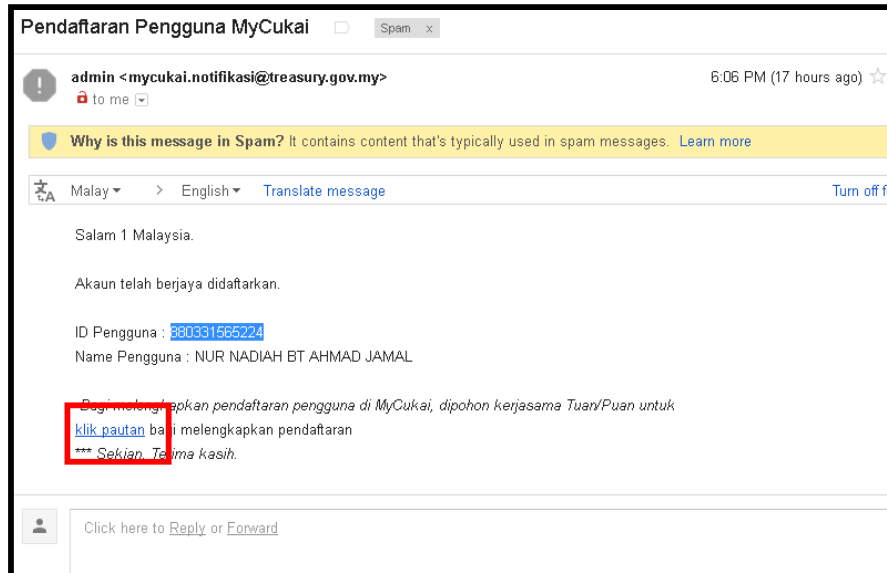 Pendaftaran Pengguna MyCukai Spam x
admin <mycukai.notifikasi@treasury.gov.my> 6:06 PM (17 hours ago)
to me
Why is this message in Spam? It contains content that's typically used in spam messages. Learn more
Malay > English Translate message Turn off f
Salam 1 Malaysia.
Akaun telah berjaya didaftarkan.
ID Pengguna : 880331565224
Name Pengguna : NUR NADIAH BT AHMAD JAMAL
Bagi melengkapkan pendaftaran pengguna di MyCukai, dipohon kerjasama Tuan/Puan untuk
klik pautan bagi melengkapkan pendaftaran
*** Sekian, Terima kasih.
Click here to Reply or Forward